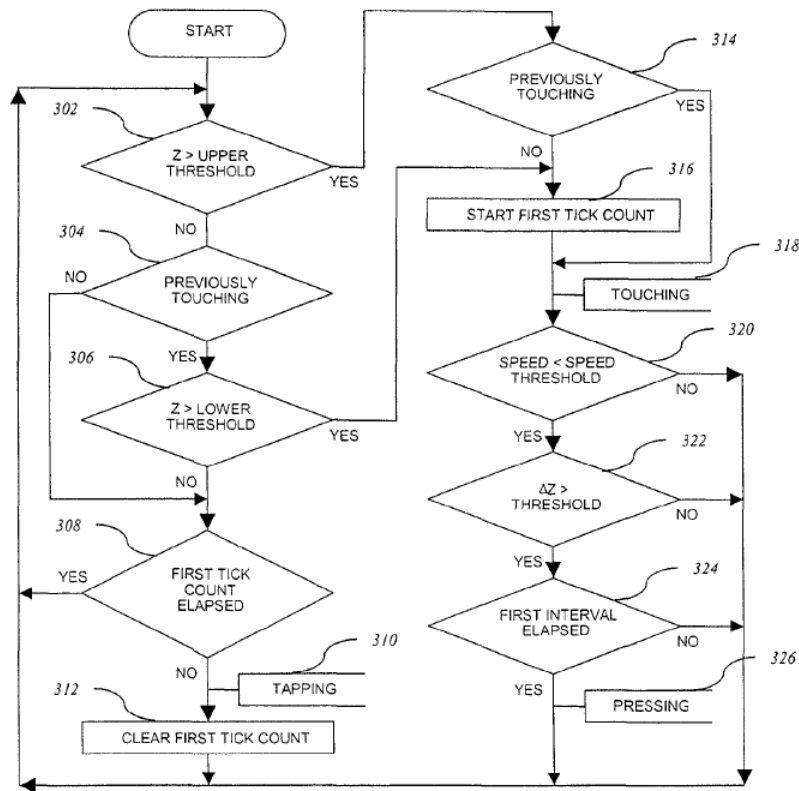 START
302
Z > UPPER
THRESHOLD
YES
NO
304
NO
PREVIOUSLY
TOUCHING
YES
306
Z > LOWER
THRESHOLD
YES
NO
308
YES
FIRST TICK
COUNT
ELAPSED
NO
310
TAPPING
312
CLEAR FIRST TICK COUNT
314
PREVIOUSLY
TOUCHING
YES
NO
316
START FIRST TICK COUNT
318
TOUCHING
320
SPEED < SPEED
THRESHOLD
NO
YES
322
ΔZ >
THRESHOLD
NO
YES
324
FIRST INTERVAL
ELAPSED
NO
YES
326
PRESSING